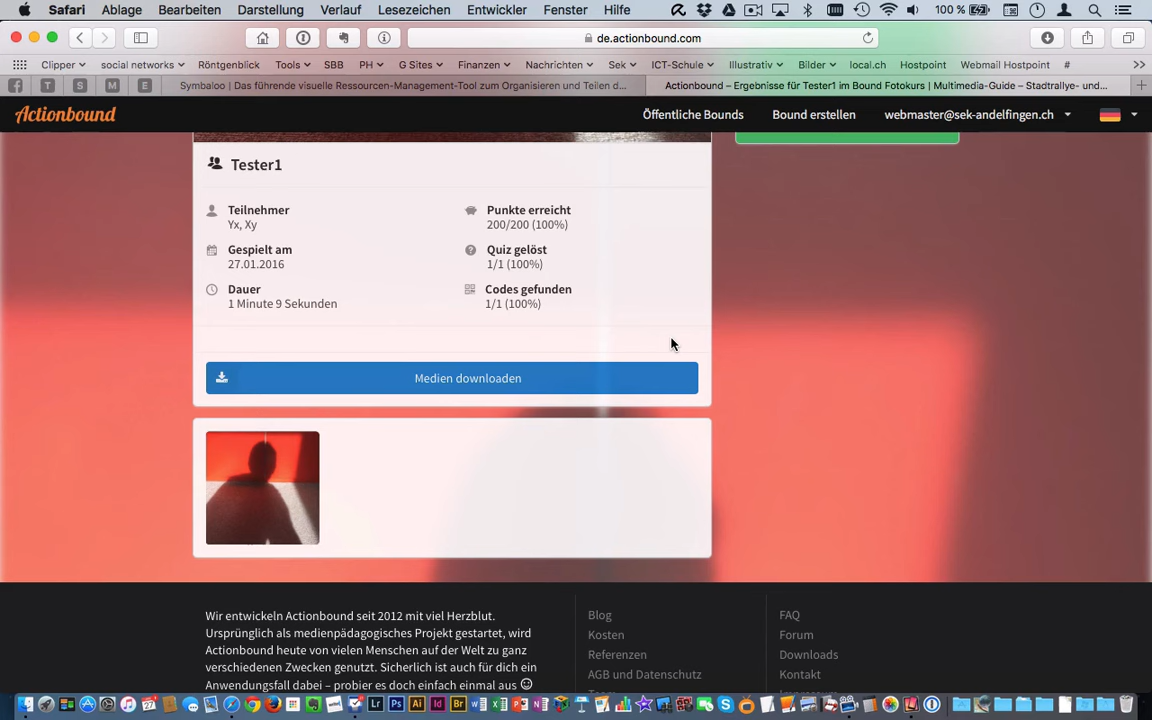 Safari Ablage Bearbeiten Darstellung Verlauf Lesezeichen Entwickler Fenster Hilfe 100 %
de.actionbound.com
Clipper social networks Röntgenblick Tools SBB PH G Sites Finanzen Nachrichten Sek ICT-Schule Illustrativ Bilder local.ch Hostpoint Webmail Hostpoint # >>
T S M E Symbaloo | Das führende visuelle Ressourcen-Management-Tool zum Organisieren und Teilen d... Actionbound – Ergebnisse für Tester1 im Bound Fotokurs | Multimedia-Guide – Stadtrallye- und... +
Actionbound Öffentliche Bounds Bound erstellen webmaster@sek-andelfingen.ch
Tester1
Teilnehmer Punkte erreicht
Yx, Xy 200/200 (100%)
Gespielt am Quiz gelöst
27.01.2016 1/1 (100%)
Dauer Codes gefunden
1 Minute 9 Sekunden 1/1 (100%)
Medien downloaden
Wir entwickeln Actionbound seit 2012 mit viel Herzblut. Blog FAQ
Ursprünglich als medienpädagogisches Projekt gestartet, wird Kosten Forum
Actionbound heute von vielen Menschen auf der Welt zu ganz Referenzen Downloads
verschiedenen Zwecken genutzt. Sicherlich ist auch für dich ein AGB und Datenschutz Kontakt
Anwendungsfall dabei – probier es doch einfach einmal aus
Lr Ps Ai Id Br